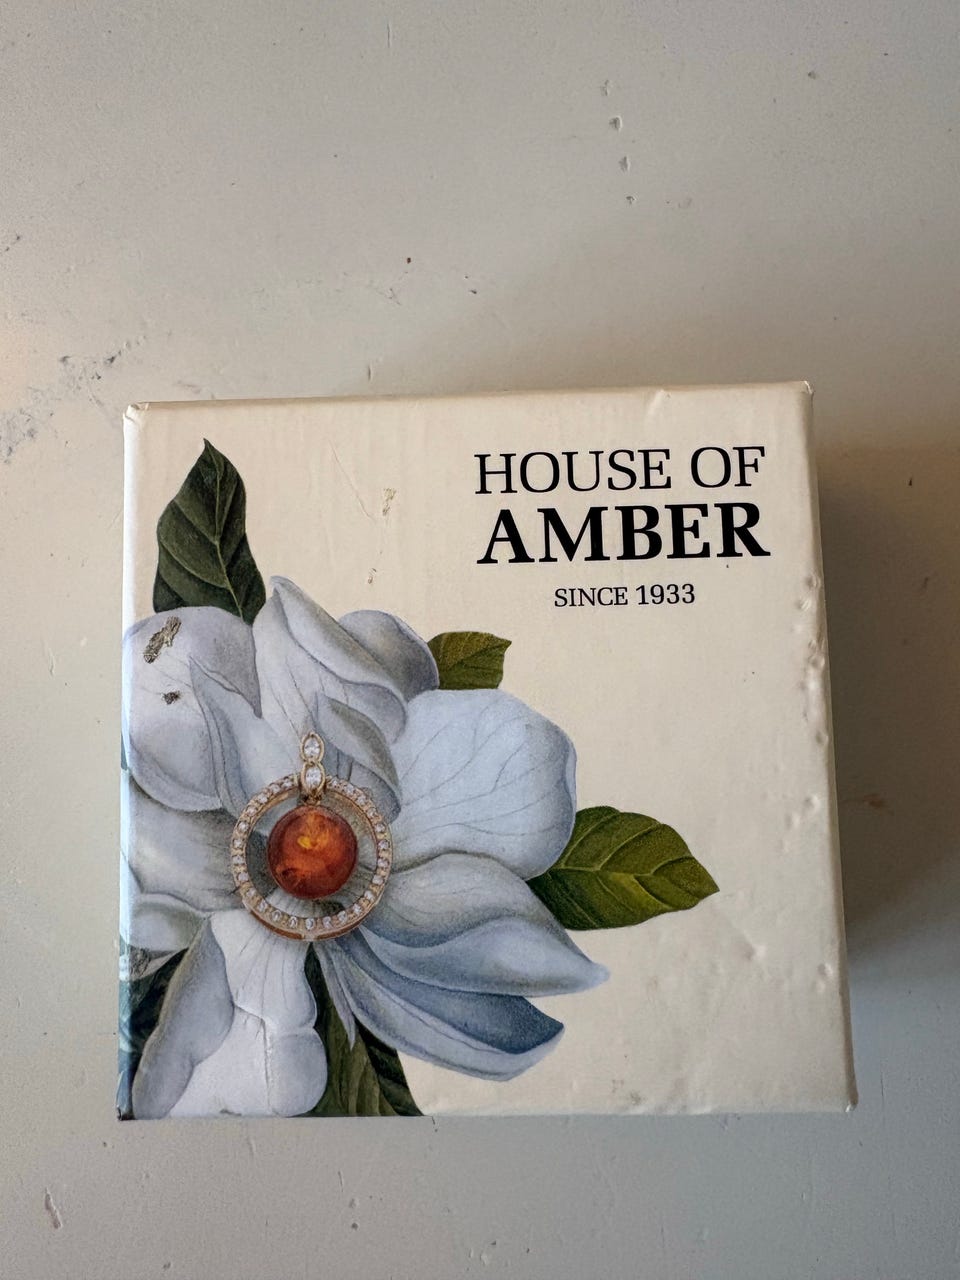 HOUSE OF
AMBER
SINCE 1933